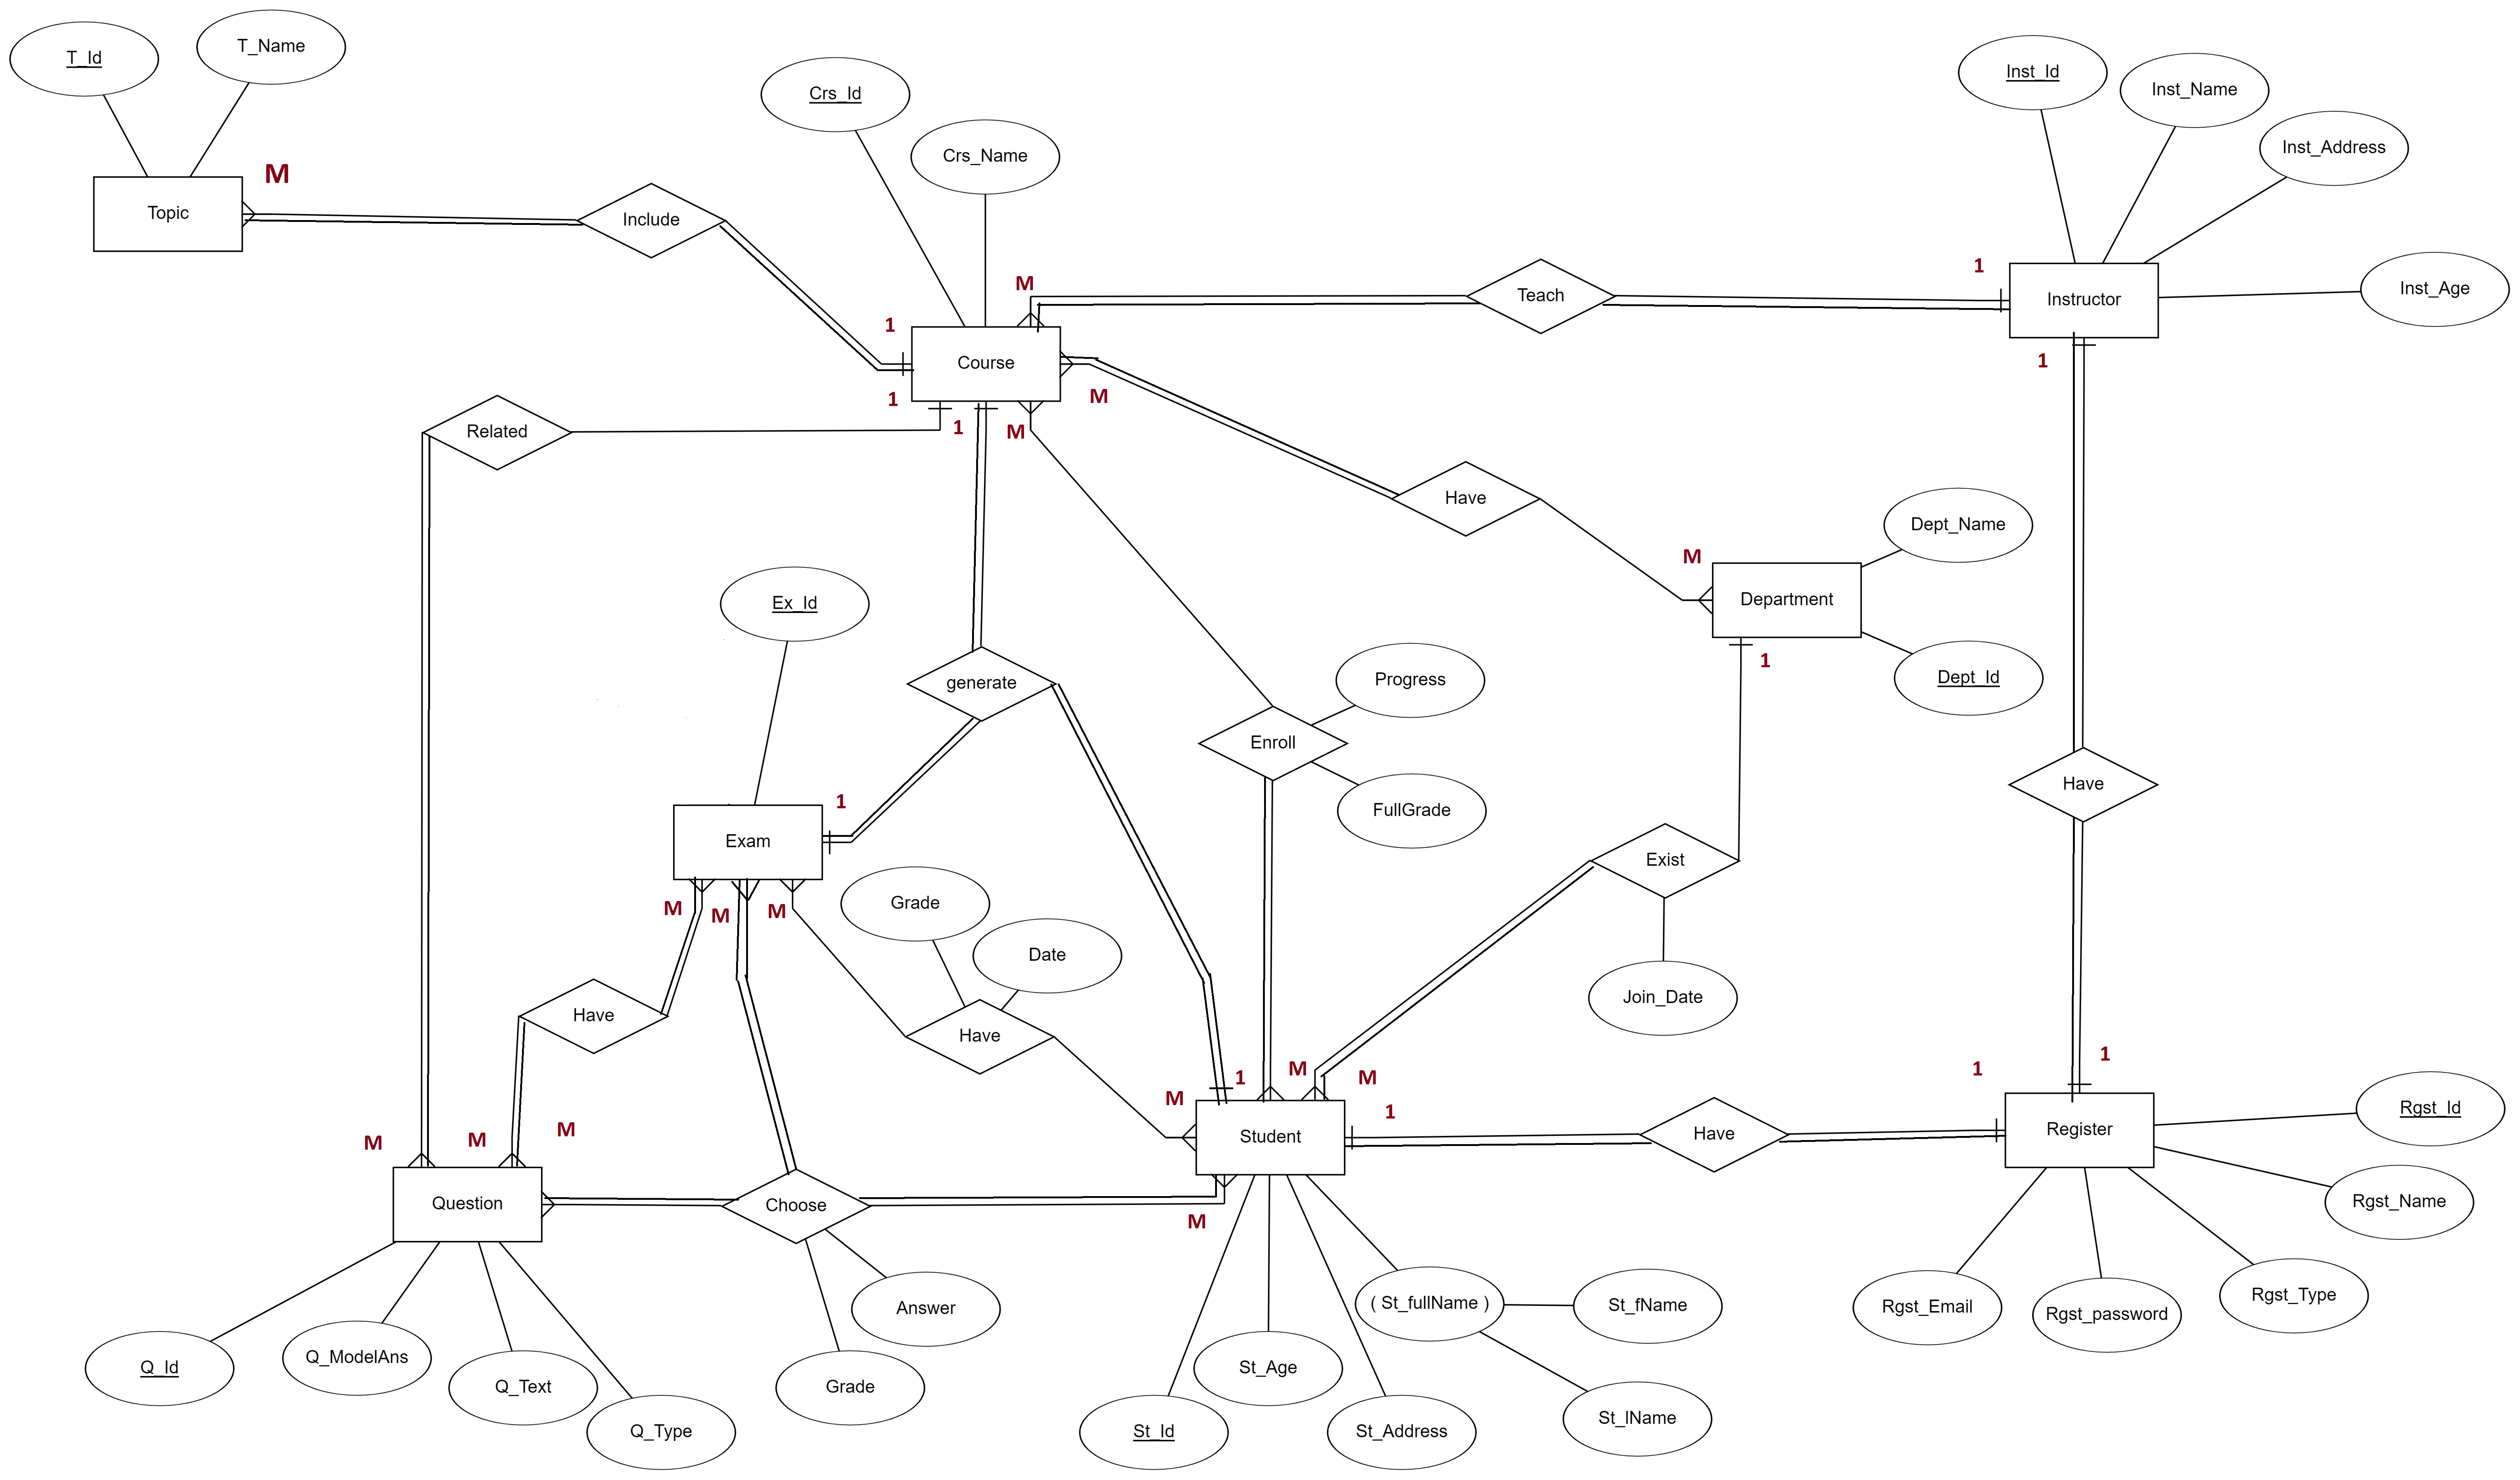 T_Id
T_Name
Crs_Id
Crs_Name
Inst_Id
Inst_Name
Inst_Address
Inst_Age
M
Topic
Include
1
Course
M
Teach
1
Instructor
1
1
1
M
M
Related
Have
M
Department
Dept_Name
Dept_Id
1
Ex_Id
generate
Enroll
Progress
FullGrade
Exist
Join_Date
Have
Exam
1
M
M
M
Grade
Date
Have
Have
M
1
M
M
1
Student
Have
1
1
Register
Rgst_Id
Rgst_Name
Rgst_Email
Rgst_password
Rgst_Type
M
M
M
Question
Choose
M
Answer
Grade
Q_Id
Q_ModelAns
Q_Text
Q_Type
St_Id
St_Age
St_Address
( St_fullName )
St_fName
St_lName